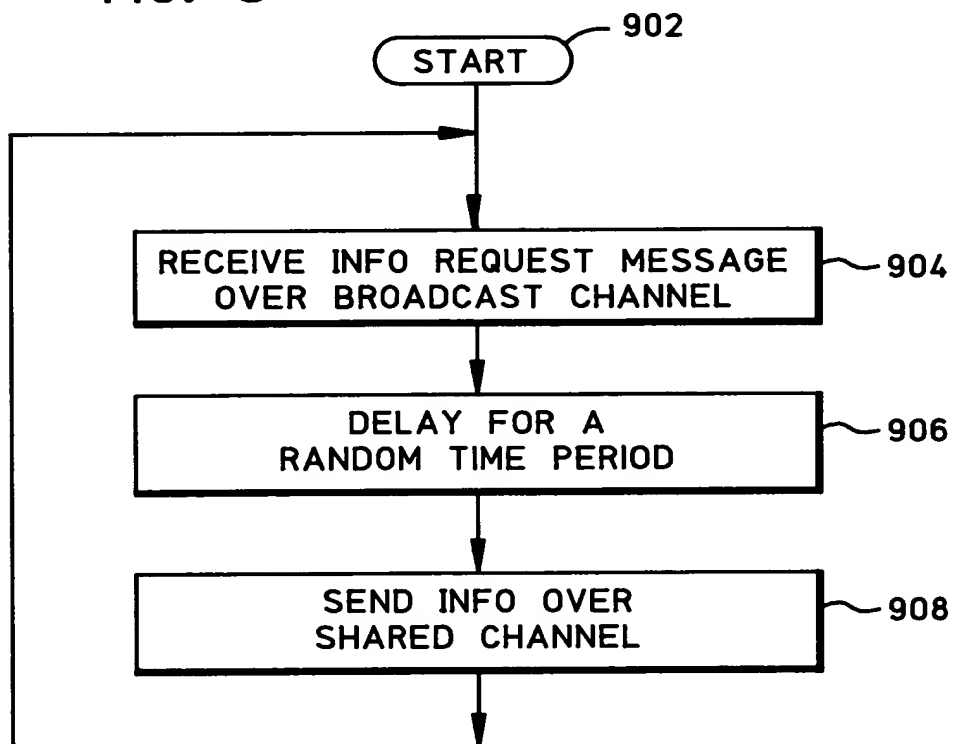 902
START
RECEIVE INFO REQUEST MESSAGE
OVER BROADCAST CHANNEL
904
DELAY FOR A
RANDOM TIME PERIOD
906
SEND INFO OVER
SHARED CHANNEL
908